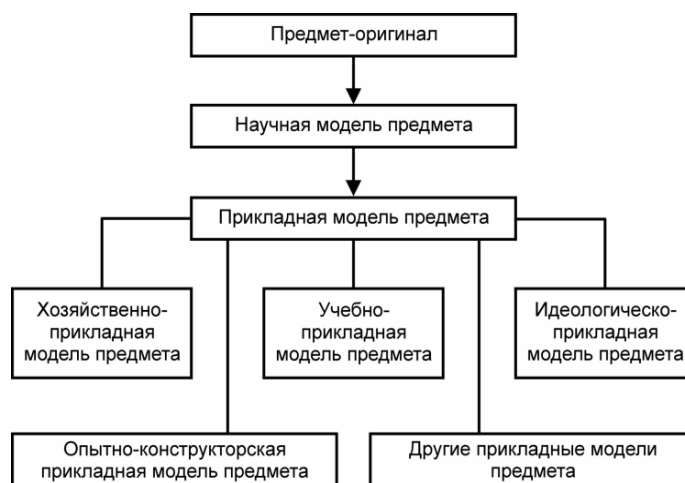 Предмет-оригинал
Научная модель предмета
Прикладная модель предмета
Хозяйственно-
прикладная
модель предмета
Учебно-
прикладная
модель предмета
Идеологическо-
прикладная
модель предмета
Опытно-конструкторская
прикладная модель предмета
Другие прикладные модели
предмета